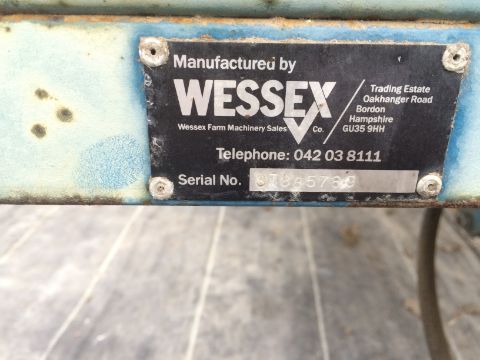 Manufactured by
WESSEX
Wessex Farm Machinery Sales Co.
Trading Estate
Oakhanger Road
Bordon
Hampshire
GU35 9HH
Telephone: 042 03 8111
Serial No.